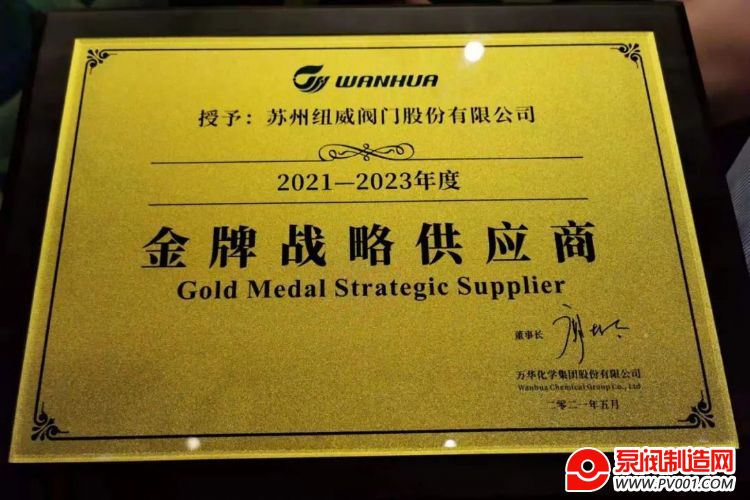 WANHUA
授予：苏州纽威阀门股份有限公司
2021—2023年度
金牌战略供应商
Gold Medal Strategic Supplier
董事长
万华化学集团股份有限公司
Wanhua Chemical Group Co., Ltd
二零二一年五月
泵阀制造网
WWW.PV001.COM